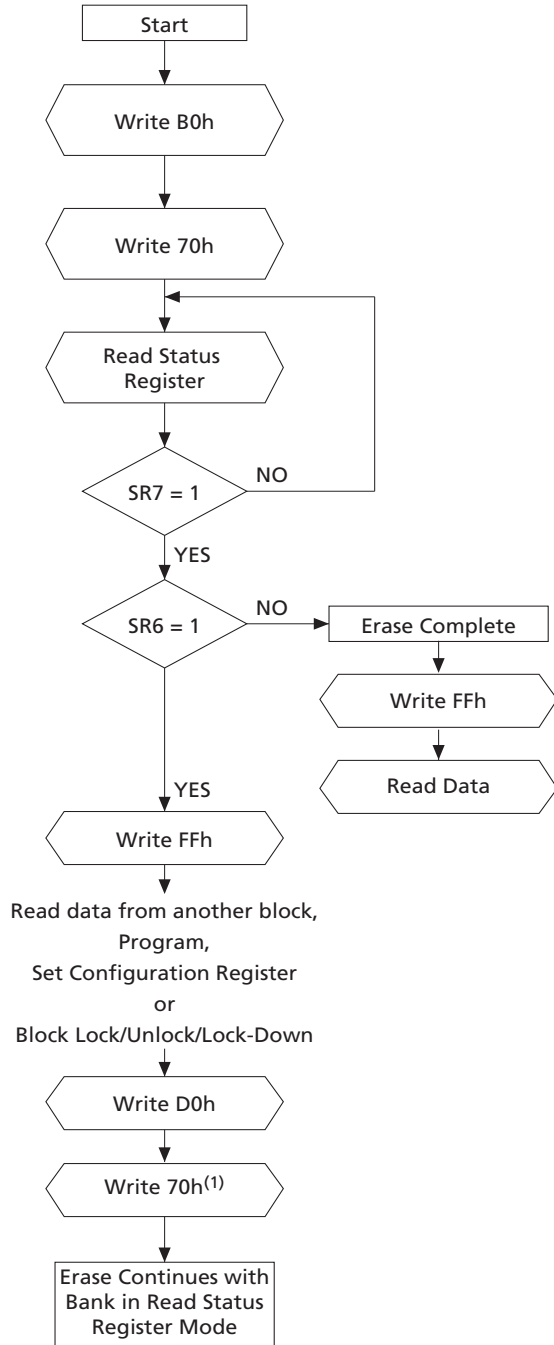 Start
Write B0h
Write 70h
Read Status
Register
SR7 = 1
NO
YES
SR6 = 1
NO
Erase Complete
Write FFh
Read Data
YES
Write FFh
Read data from another block,
Program,
Set Configuration Register
or
Block Lock/Unlock/Lock-Down
Write D0h
Write 70h(1)
Erase Continues with
Bank in Read Status
Register Mode